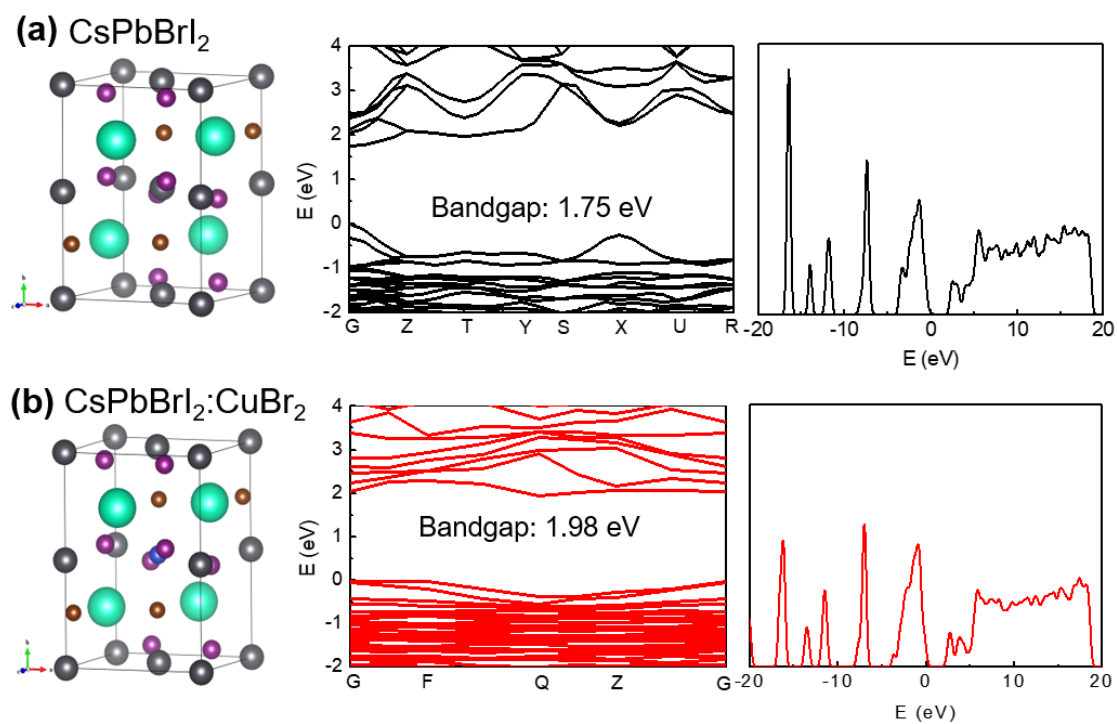 (a) CsPbBrI₂
4
3
2
1
0
-1
-2
E (eV)
Bandgap: 1.75 eV
G Z T Y S X U R
-20 -10 0 10 20
E (eV)
(b) CsPbBrI₂:CuBr₂
4
3
2
1
0
-1
-2
E (eV)
Bandgap: 1.98 eV
G F Q Z G
-20 -10 0 10 20
E (eV)